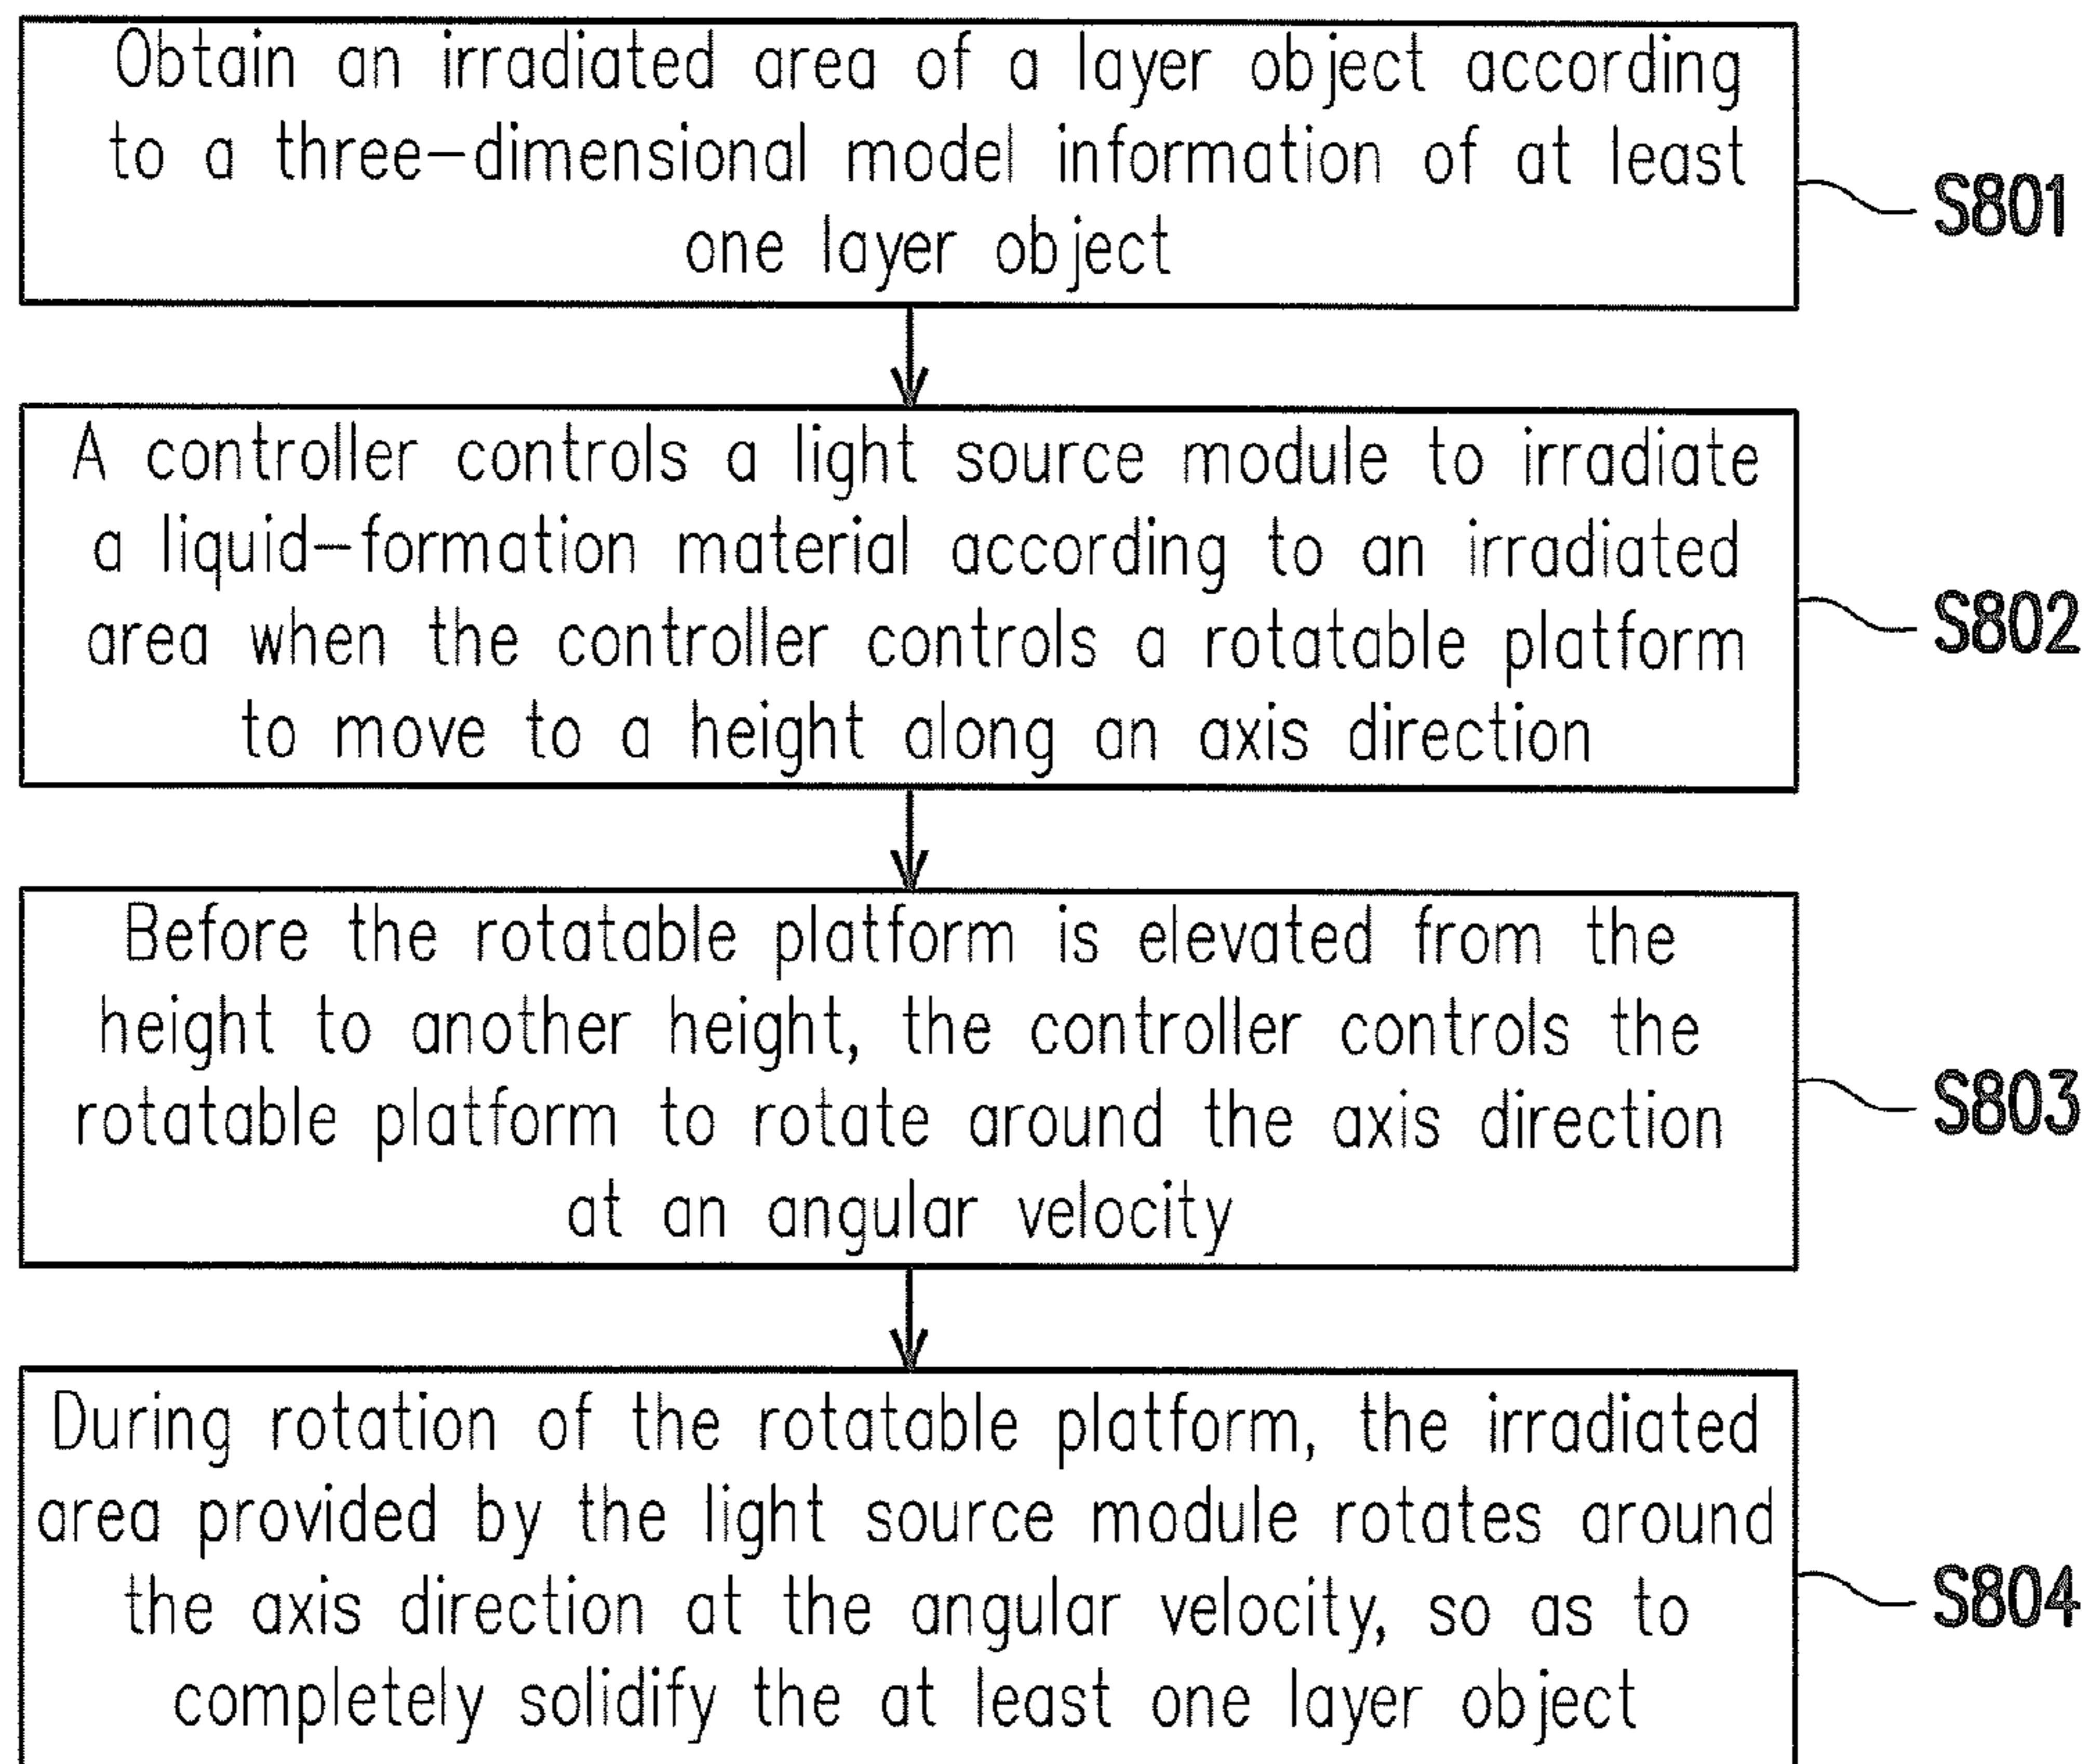 Obtain an irradiated area of a layer object according
to a three-dimensional model information of at least
one layer object
S801
A controller controls a light source module to irradiate
a liquid-formation material according to an irradiated
area when the controller controls a rotatable platform
to move to a height along an axis direction
S802
Before the rotatable platform is elevated from the
height to another height, the controller controls the
rotatable platform to rotate around the axis direction
at an angular velocity
S803
During rotation of the rotatable platform, the irradiated
area provided by the light source module rotates around
the axis direction at the angular velocity, so as to
completely solidify the at least one layer object
S804